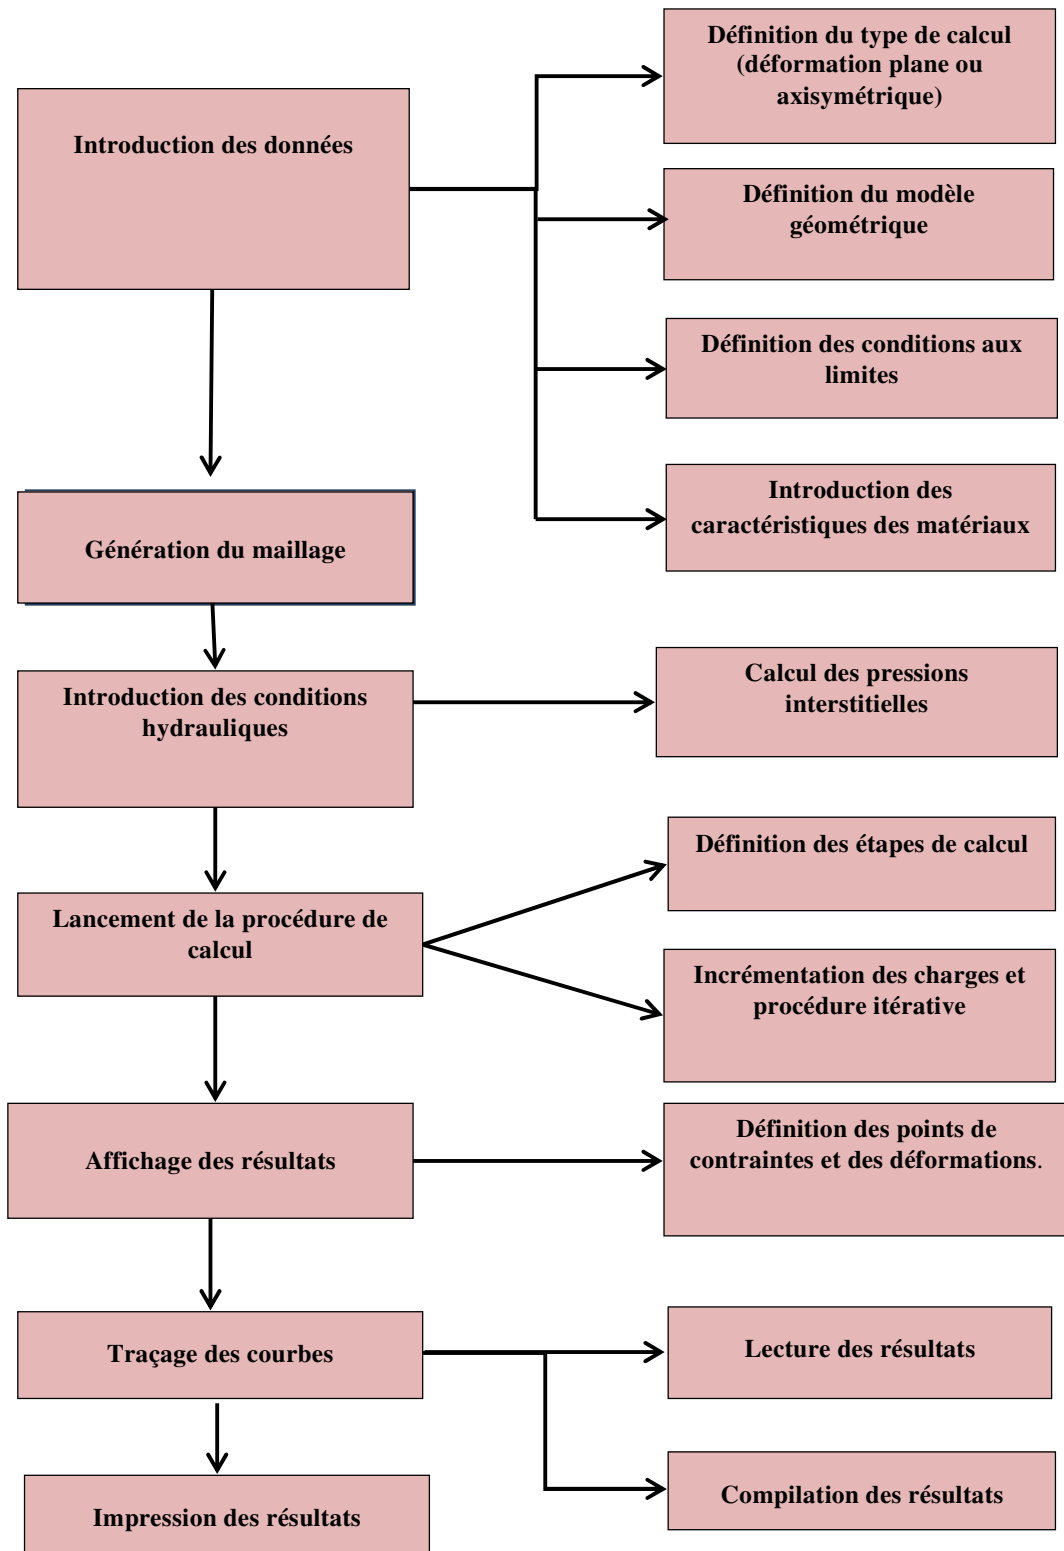 Définition du type de calcul
(déformation plane ou
axisymétrique)
Introduction des données
Définition du modèle
géométrique
Définition des conditions aux
limites
Introduction des
caractéristiques des matériaux
Génération du maillage
Introduction des conditions
hydrauliques
Calcul des pressions
interstitielles
Définition des étapes de calcul
Lancement de la procédure de
calcul
Incrémentation des charges et
procédure itérative
Affichage des résultats
Définition des points de
contraintes et des déformations.
Traçage des courbes
Lecture des résultats
Compilation des résultats
Impression des résultats